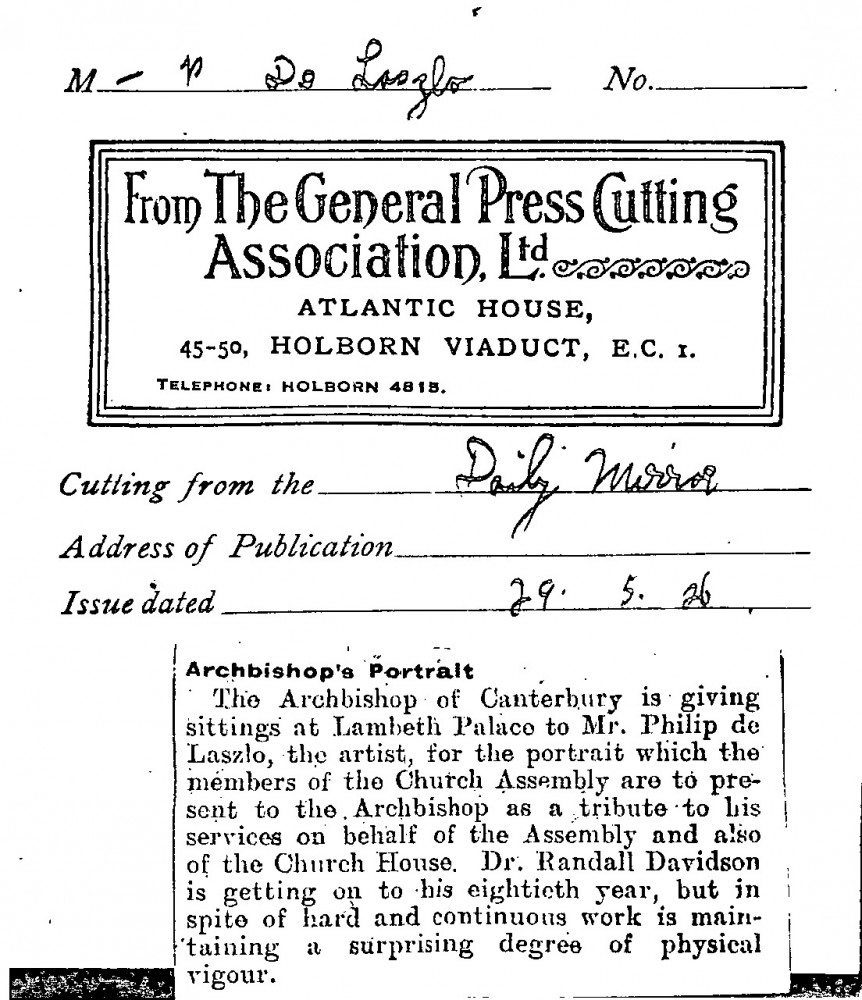 M - P De Laszlo No.
From The General Press Cutting
Association, Ltd.
ATLANTIC HOUSE,
45-50, HOLBORN VIADUCT, E.C. 1.
TELEPHONE: HOLBORN 4815.
Cutting from the Daily Mirror
Address of Publication
Issue dated 29. 5. 26
Archbishop's Portrait
The Archbishop of Canterbury is giving
sittings at Lambeth Palace to Mr. Philip de
Laszlo, the artist, for the portrait which the
members of the Church Assembly are to pre-
sent to the Archbishop as a tribute to his
services on behalf of the Assembly and also
of the Church House. Dr. Randall Davidson
is getting on to his eightieth year, but in
spite of hard and continuous work is main-
taining a surprising degree of physical
vigour.